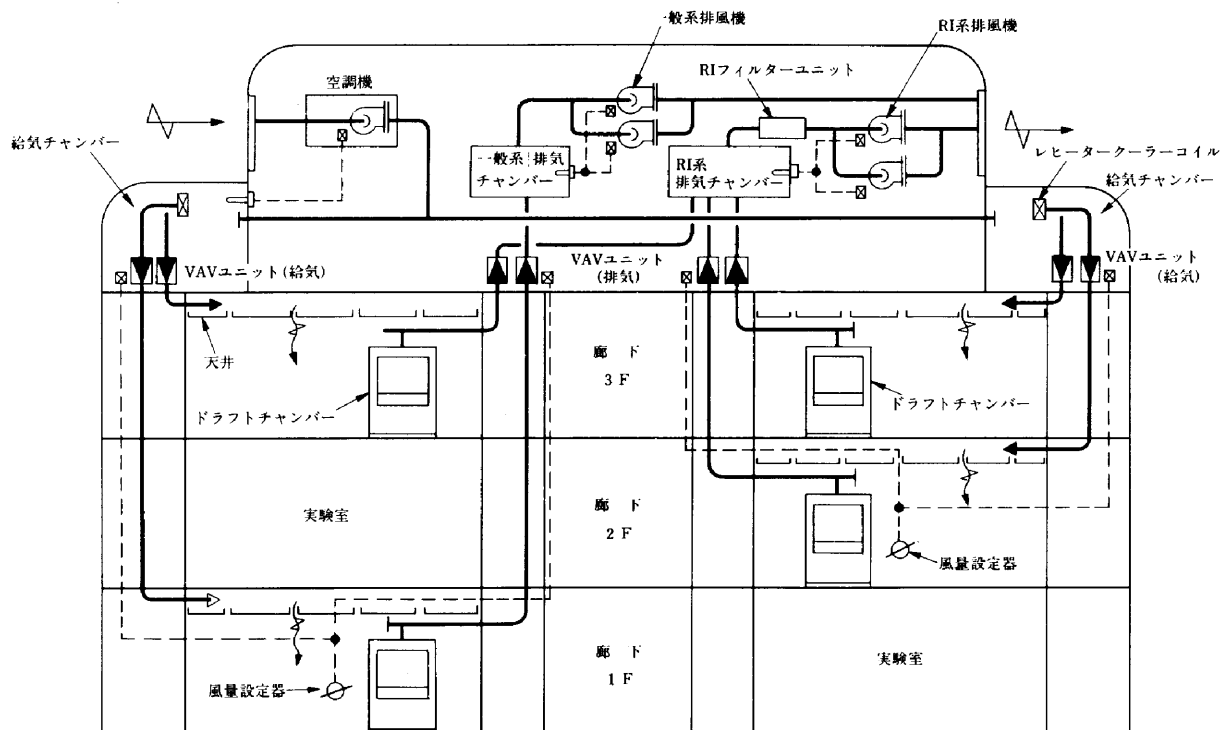 一般系排風機
RI系排風機
空調機
RIフィルターユニット
給気チャンバー
一般系排気
チャンバー
RI系
排気チャンバー
レヒータークーラーコイル
給気チャンバー
VAVユニット(給気)
VAVユニット
(排気)
VAVユニット
(給気)
天井
ドラフトチャンバー
廊下
3F
ドラフトチャンバー
実験室
廊下
2F
風量設定器
風量設定器
廊下
1F
実験室